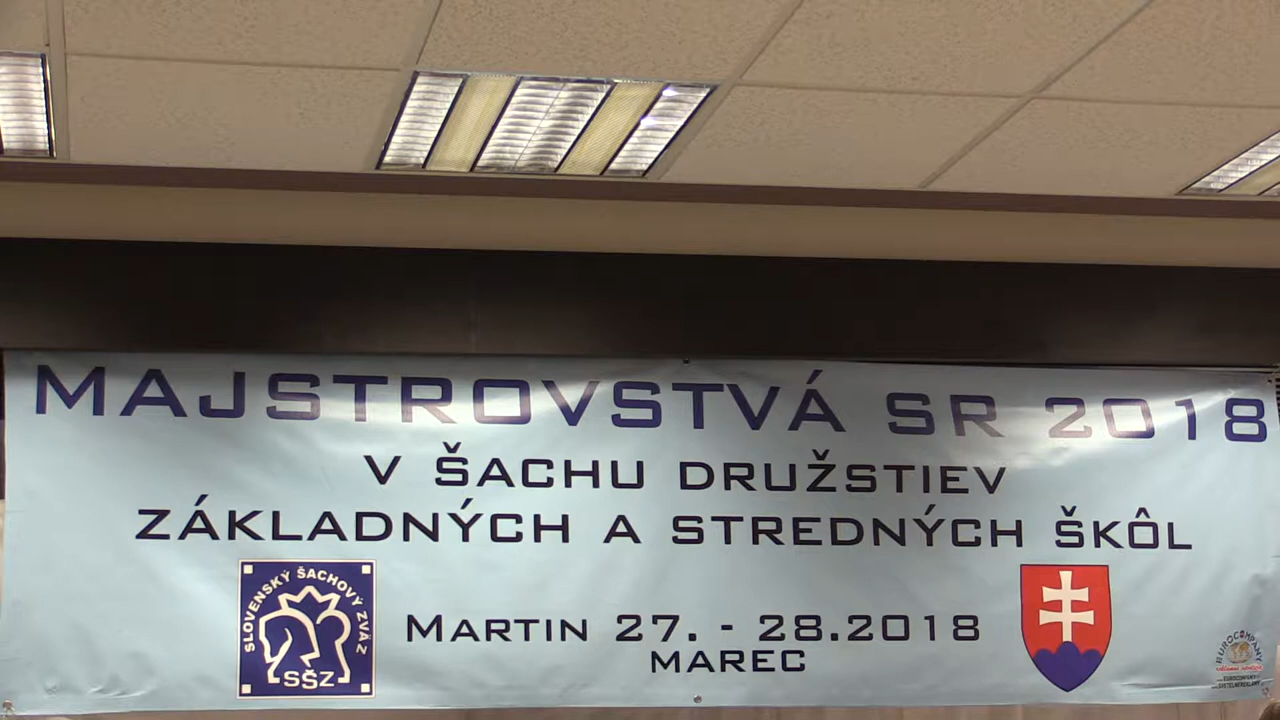 MAJSTROVSTVÁ SR 2018
V ŠACHU DRUŽSTIEV
ZÁKLADNÝCH A STREDNÝCH ŠKÔL
SLOVENSKÝ ŠACHOVÝ ZVÄZ
SŠZ
MARTIN 27. - 28.2018
MAREC
EUROCOMPANY